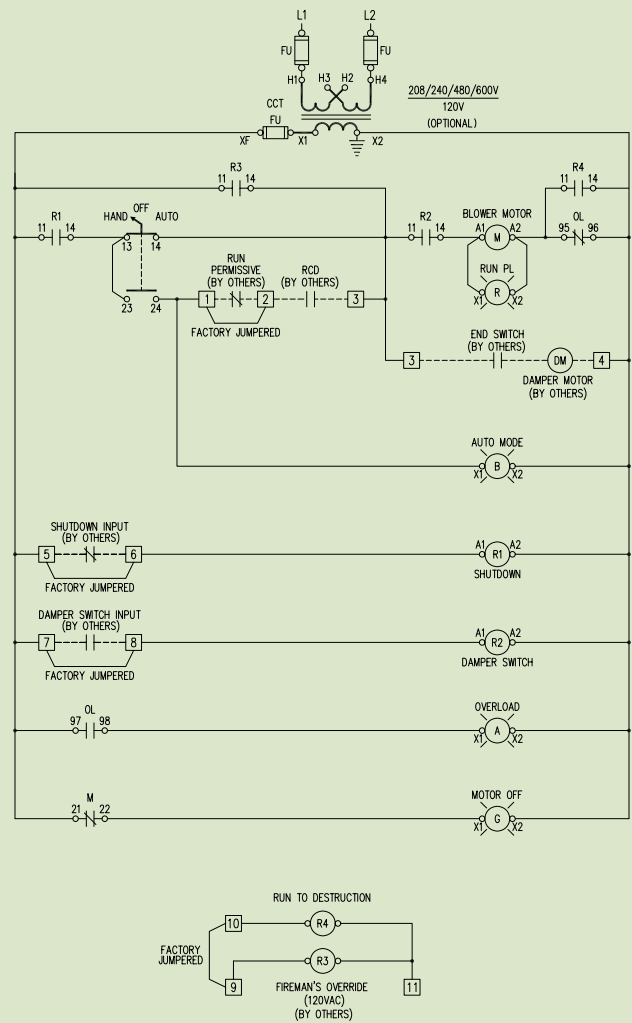 L1 L2
FU FU
H1 H3 H2 H4
208/240/480/600V
120V
(OPTIONAL)
CCT
FU
XF X1 X2
R3
11 14
R4
11 14
R1
11 14
OFF
HAND AUTO
13 14
23 24
R2
11 14
BLOWER MOTOR
A1 M A2
OL
95 96
RUN PL
R
X1 X2
RUN
PERMISSIVE
(BY OTHERS)
1 2
FACTORY JUMPERED
RCD
(BY OTHERS)
3
END SWITCH
(BY OTHERS)
3 DM 4
DAMPER MOTOR
(BY OTHERS)
AUTO MODE
B
X1 X2
SHUTDOWN INPUT
(BY OTHERS)
5 6
FACTORY JUMPERED
A1 R1 A2
SHUTDOWN
DAMPER SWITCH INPUT
(BY OTHERS)
7 8
FACTORY JUMPERED
A1 R2 A2
DAMPER SWITCH
OL
97 98
OVERLOAD
A
X1 X2
M
21 22
MOTOR OFF
G
X1 X2
RUN TO DESTRUCTION
10 R4
FACTORY
JUMPERED
R3
9 11
FIREMAN'S OVERRIDE
(120VAC)
(BY OTHERS)